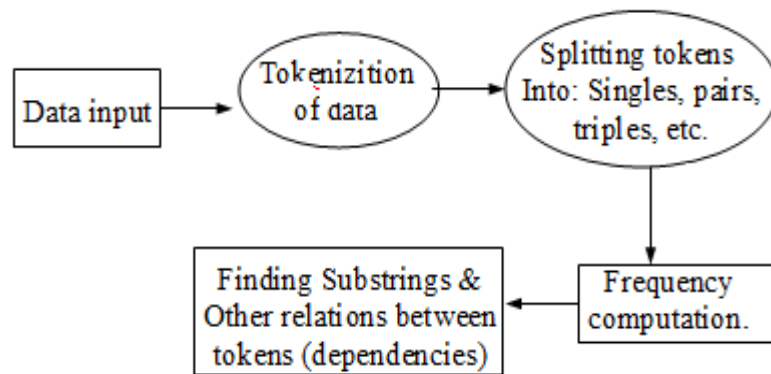 Data input
Tokenizition
of data
Splitting tokens
Into: Singles, pairs,
triples, etc.
Frequency
computation.
Finding Substrings &
Other relations between
tokens (dependencies)